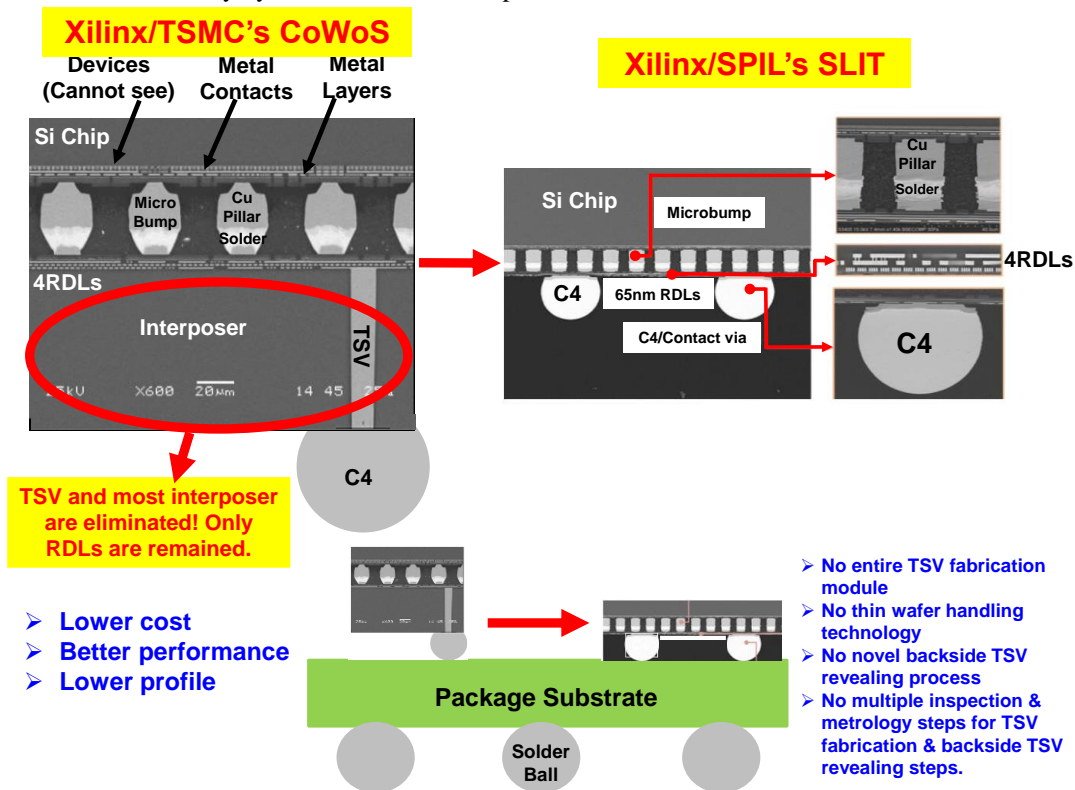 Xilinx/TSMC's CoWoS
Xilinx/SPIL's SLIT
Devices
(Cannot see)
Metal
Contacts
Metal
Layers
Si Chip
Micro
Bump
Cu
Pillar
Solder
4RDLs
Interposer
TSV
X600
20µm
14 45
C4
TSV and most interposer
are eliminated! Only
RDLs are remained.
Si Chip
Microbump
C4
65nm RDLs
C4/Contact via
Cu
Pillar
Solder
4RDLs
C4
➢ Lower cost
➢ Better performance
➢ Lower profile
Package Substrate
Solder
Ball
➢ No entire TSV fabrication
module
➢ No thin wafer handling
technology
➢ No novel backside TSV
revealing process
➢ No multiple inspection &
metrology steps for TSV
fabrication & backside TSV
revealing steps.